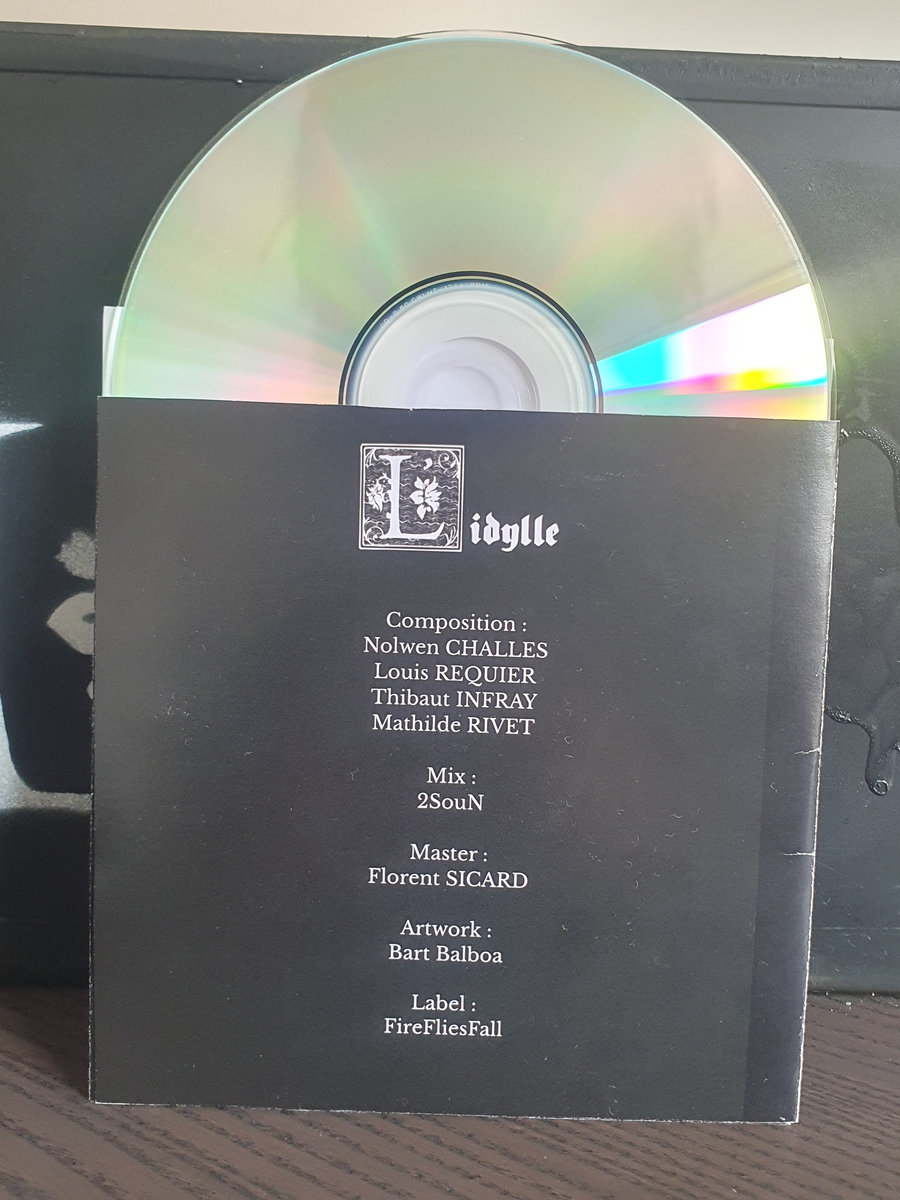 L'idylle
Composition :
Nolwen CHALLES
Louis REQUIER
Thibaut INFRAY
Mathilde RIVET
Mix :
2SouN
Master :
Florent SICARD
Artwork :
Bart Balboa
Label :
FireFliesFall